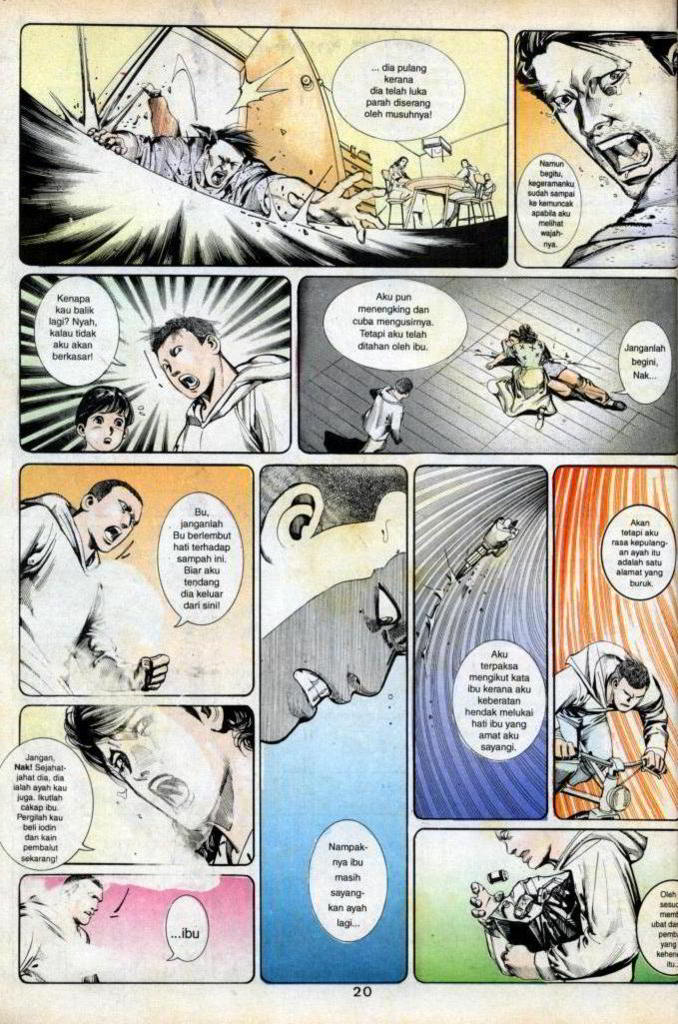 ... dia pulang
kerana
dia telah luka
parah diserang
oleh musuhnya!
Namun
begitu,
kegeramanku
sudah sampai
ke kemuncak
apabila aku
melihat
wajah-
nya.
Kenapa
kau balik
lagi? Nyah,
kalau tidak
aku akan
berkasar!
Aku pun
menengking dan
cuba mengusirnya.
Tetapi aku telah
ditahan oleh ibu.
Janganlah
begini,
Nak...
Bu,
janganlah
Bu berlembut
hati terhadap
sampah ini.
Biar aku
tendang
dia keluar
dari sini!
Jangan,
Nak! Sejahat-
jahat dia, dia
ialah ayah kau
juga. Ikutlah
cakap ibu.
Pergilah kau
beli iodin
dan kain
pembalut
sekarang!
...ibu
Nampak-
nya ibu
masih
sayang-
kan ayah
lagi...
Aku
terpaksa
mengikut kata
ibu kerana aku
keberatan
hendak melukai
hati ibu yang
amat aku
sayangi.
Akan
tetapi aku
rasa kepulang-
an ayah itu
adalah satu
alamat yang
buruk.
Oleh
yang
itu..
20